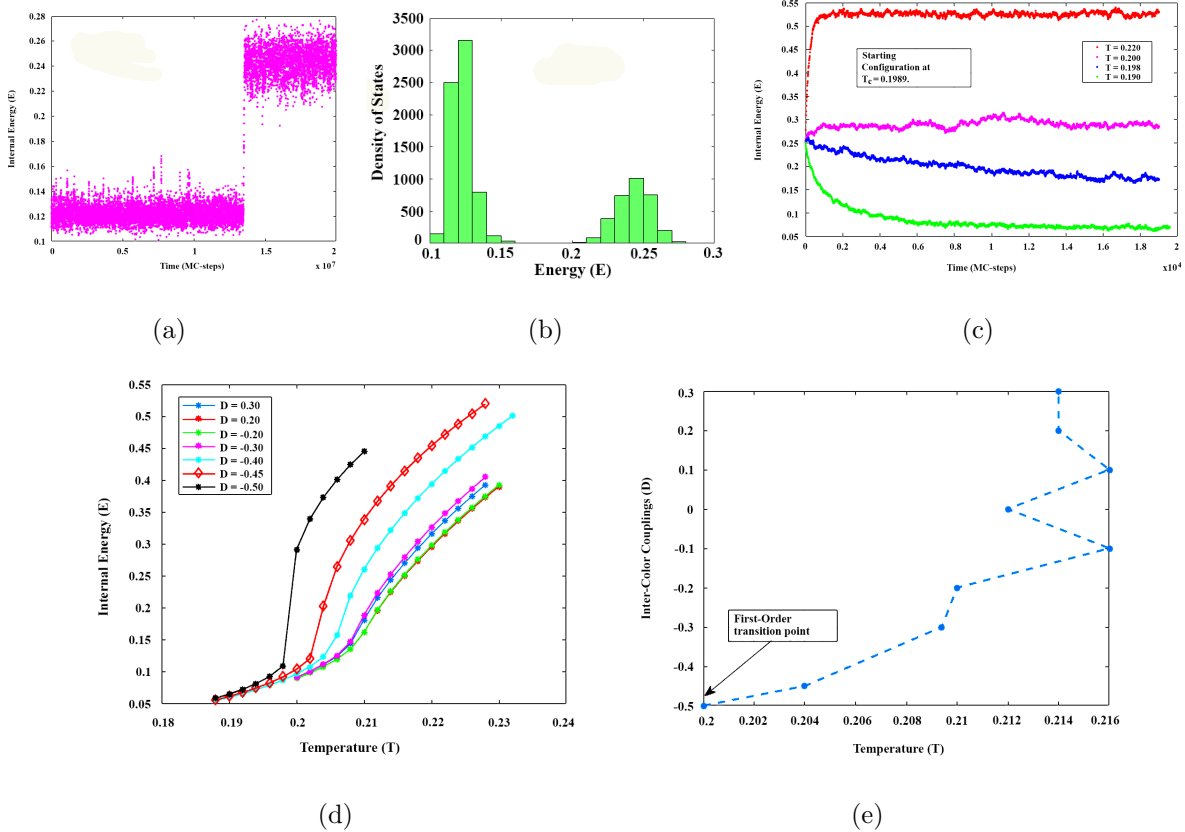 0.28
0.26
0.24
0.22
0.2
0.18
0.16
0.14
0.12
0.1
Internal Energy (E)
0
0.5
1.0
1.5
2.0
x 10⁷
Time (MC-steps)
(a)
3500
3000
2500
2000
1500
1000
500
0
Density of States
0.1
0.15
0.2
0.25
0.3
Energy (E)
(b)
0.55
0.5
0.45
0.4
0.35
0.3
0.25
0.2
0.15
0.1
0.05
Internal Energy (E)
Starting
Configuration at
T_c = 0.1989.
T = 0.220
T = 0.200
T = 0.198
T = 0.190
0
0.2
0.4
0.6
0.8
1.0
1.2
1.4
1.6
1.8
2.0
x10⁴
Time (MC-steps)
(c)
0.55
0.5
0.45
0.4
0.35
0.3
0.25
0.2
0.15
0.1
0.05
Internal Energy (E)
D = 0.30
D = 0.20
D = -0.20
D = -0.30
D = -0.40
D = -0.45
D = -0.50
0.18
0.19
0.2
0.21
0.22
0.23
0.24
Temperature (T)
(d)
0.3
0.2
0.1
0
-0.1
-0.2
-0.3
-0.4
-0.5
Inter-Color Couplings (D)
First-Order
transition point
0.2
0.202
0.204
0.206
0.208
0.21
0.212
0.214
0.216
Temperature (T)
(e)